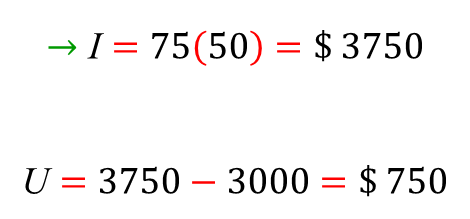 → I = 75(50) = $ 3750
U = 3750 − 3000 = $ 750